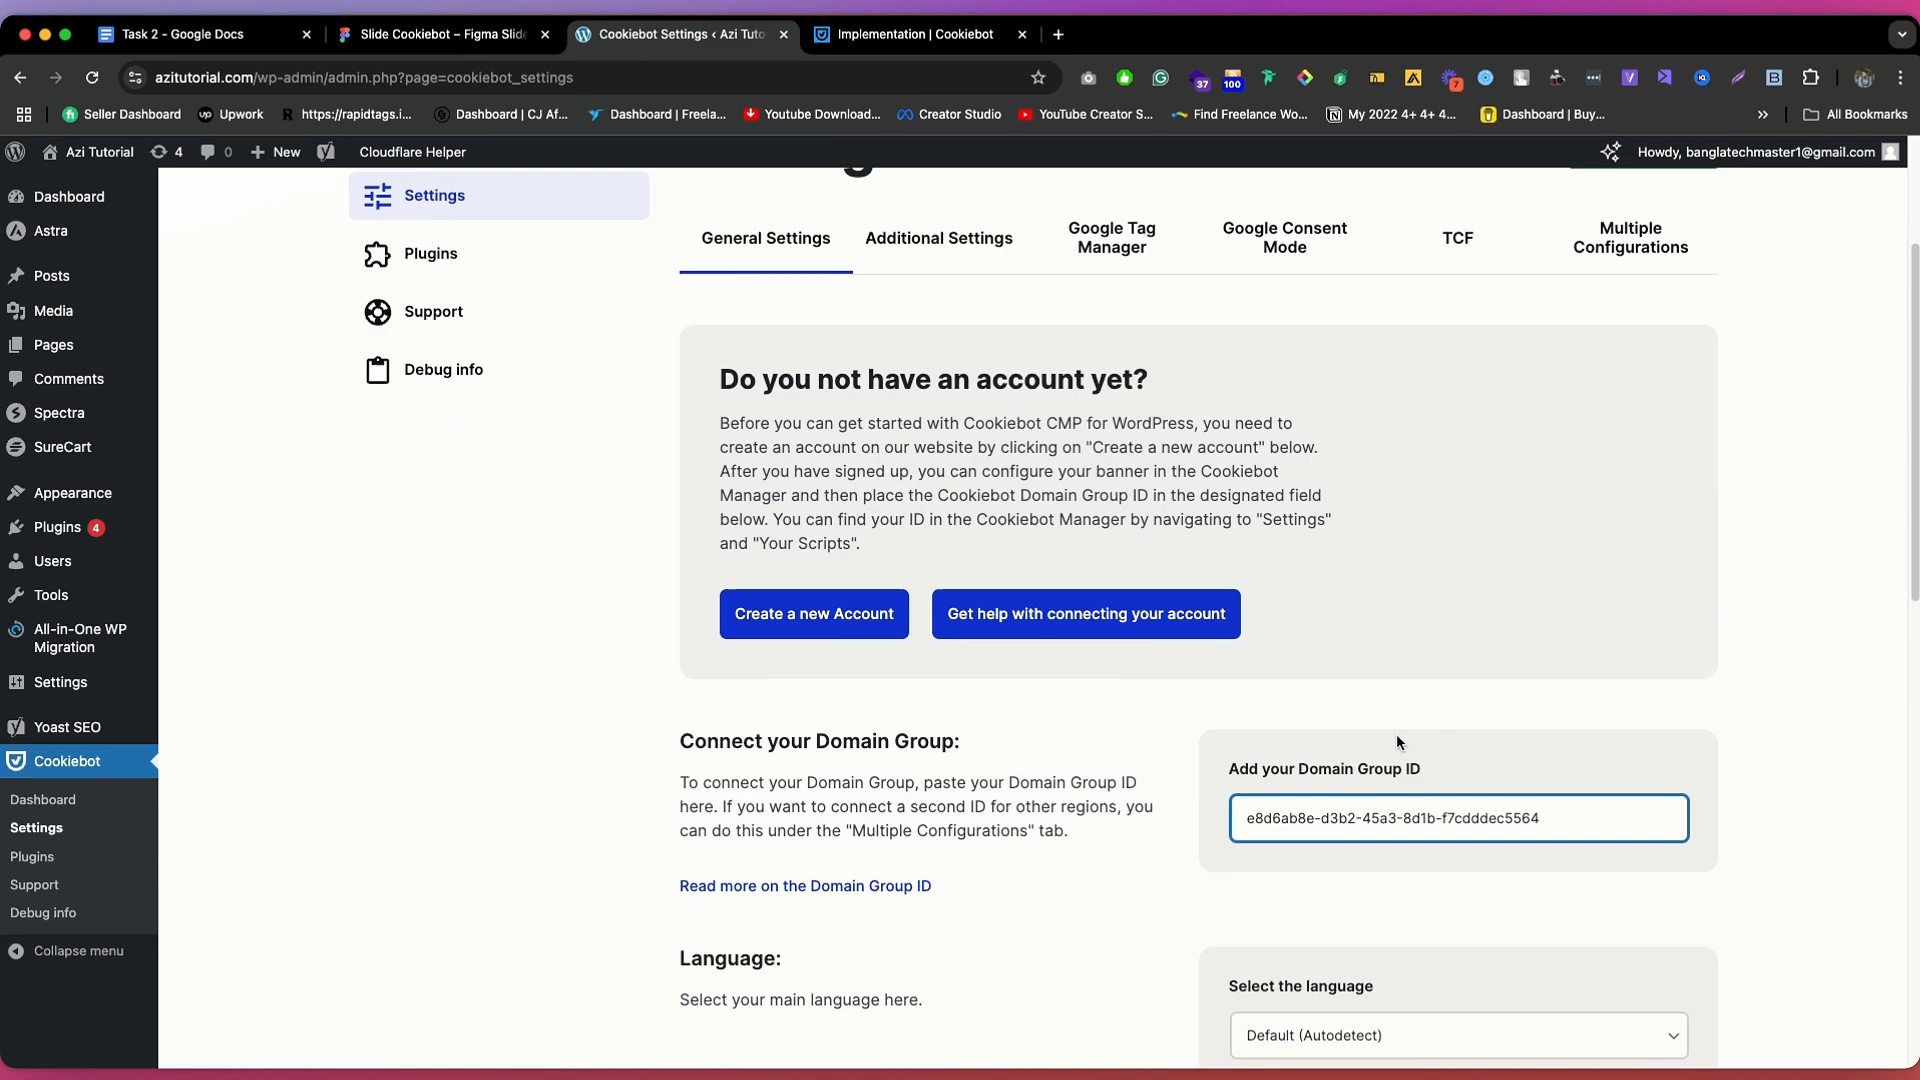 Task 2 - Google Docs
Slide Cookiebot – Figma Slide
Cookiebot Settings ‹ Azi Tuto
Implementation | Cookiebot
azitutorial.com/wp-admin/admin.php?page=cookiebot_settings
37
100
7
Seller Dashboard
Upwork
https://rapidtags.i...
Dashboard | CJ Af...
Dashboard | Freela...
Youtube Download...
Creator Studio
YouTube Creator S...
Find Freelance Wo...
My 2022 4+ 4+ 4...
Dashboard | Buy...
All Bookmarks
Azi Tutorial
4
0
New
Cloudflare Helper
Howdy, banglatechmaster1@gmail.com
Dashboard
Astra
Posts
Media
Pages
Comments
Spectra
SureCart
Appearance
Plugins 4
Users
Tools
All-in-One WP
Migration
Settings
Yoast SEO
Cookiebot
Dashboard
Settings
Plugins
Support
Debug info
Collapse menu
Settings
Plugins
Support
Debug info
General Settings
Additional Settings
Google Tag
Manager
Google Consent
Mode
TCF
Multiple
Configurations
Do you not have an account yet?
Before you can get started with Cookiebot CMP for WordPress, you need to
create an account on our website by clicking on "Create a new account" below.
After you have signed up, you can configure your banner in the Cookiebot
Manager and then place the Cookiebot Domain Group ID in the designated field
below. You can find your ID in the Cookiebot Manager by navigating to "Settings"
and "Your Scripts".
Create a new Account
Get help with connecting your account
Connect your Domain Group:
To connect your Domain Group, paste your Domain Group ID
here. If you want to connect a second ID for other regions, you
can do this under the "Multiple Configurations" tab.
Read more on the Domain Group ID
Add your Domain Group ID
e8d6ab8e-d3b2-45a3-8d1b-f7cdddec5564
Language:
Select your main language here.
Select the language
Default (Autodetect)